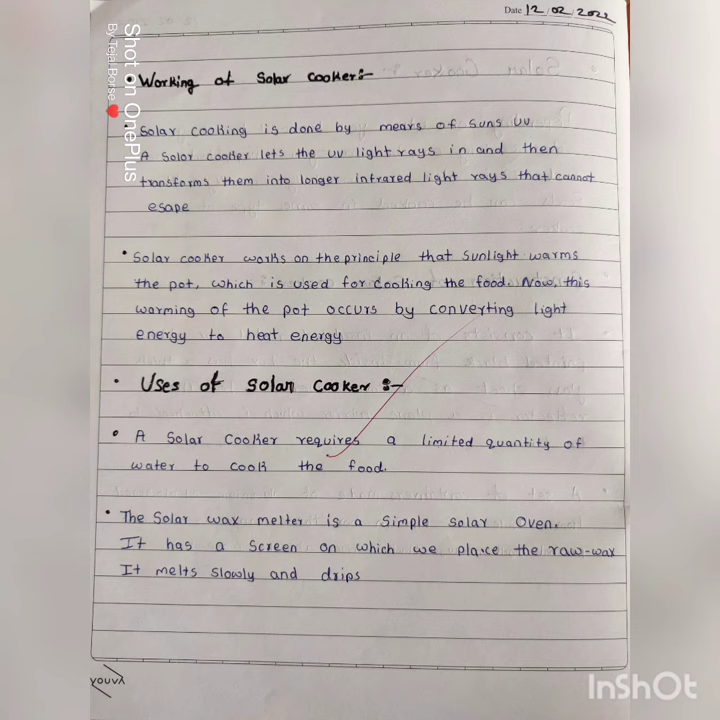 Date 12/02/2022
Shot on OnePlus
By Tejal Borse
• Working of Solar Cooker:-
• Solar cooking is done by mears of suns UV
A Solor cooker lets the UV light rays in and then
transforms them into longer infrared light rays that cannot
esape
• Solar cooker works on the principle that sunlight warms
the pot, which is used for cooking the food. Now, this
warming of the pot occurs by converting light
energy to heat energy
• Uses of Solar Cooker :-
• A Solar Cooker requires a limited quantity of
water to cook the food.
• The Solar wax melter is a Simple Solar Oven.
It has a Screen on which we place the raw-wax
It melts slowly and drips
YOUVA
InShOt